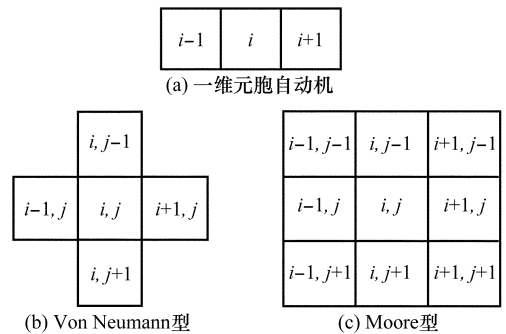 i-1 i i+1
(a) 一维元胞自动机
i, j-1
i-1, j i, j i+1, j
i, j+1
(b) Von Neumann型
i-1, j-1 i, j-1 i+1, j-1
i-1, j i, j i+1, j
i-1, j+1 i, j+1 i+1, j+1
(c) Moore型